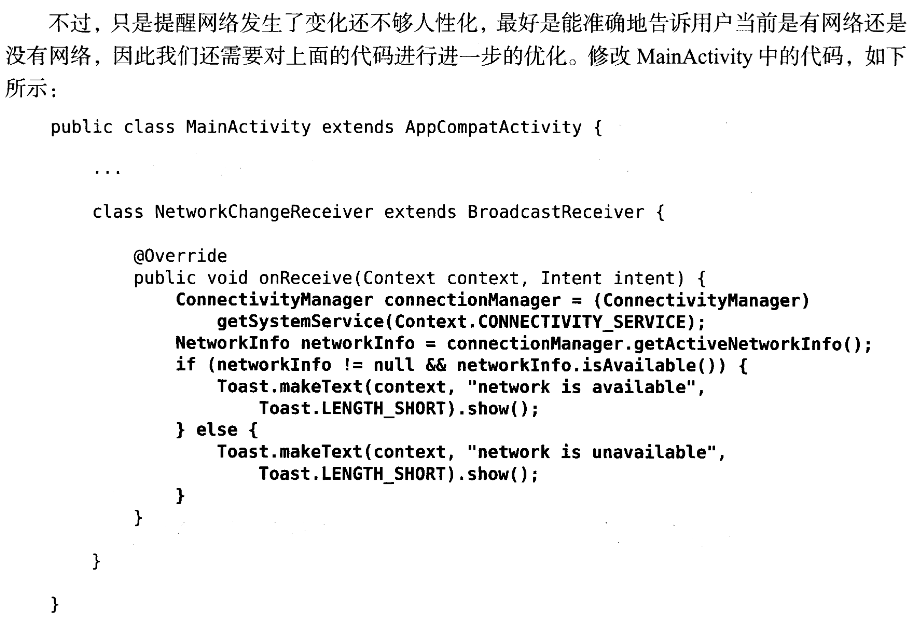 不过，只是提醒网络发生了变化还不够人性化，最好是能准确地告诉用户当前是有网络还是
没有网络，因此我们还需要对上面的代码进行进一步的优化。修改 MainActivity 中的代码，如下
所示：
public class MainActivity extends AppCompatActivity {
...
class NetworkChangeReceiver extends BroadcastReceiver {
@Override
public void onReceive(Context context, Intent intent) {
ConnectivityManager connectionManager = (ConnectivityManager)
getSystemService(Context.CONNECTIVITY_SERVICE);
NetworkInfo networkInfo = connectionManager.getActiveNetworkInfo();
if (networkInfo != null && networkInfo.isAvailable()) {
Toast.makeText(context, "network is available",
Toast.LENGTH_SHORT).show();
} else {
Toast.makeText(context, "network is unavailable",
Toast.LENGTH_SHORT).show();
}
}
}
}